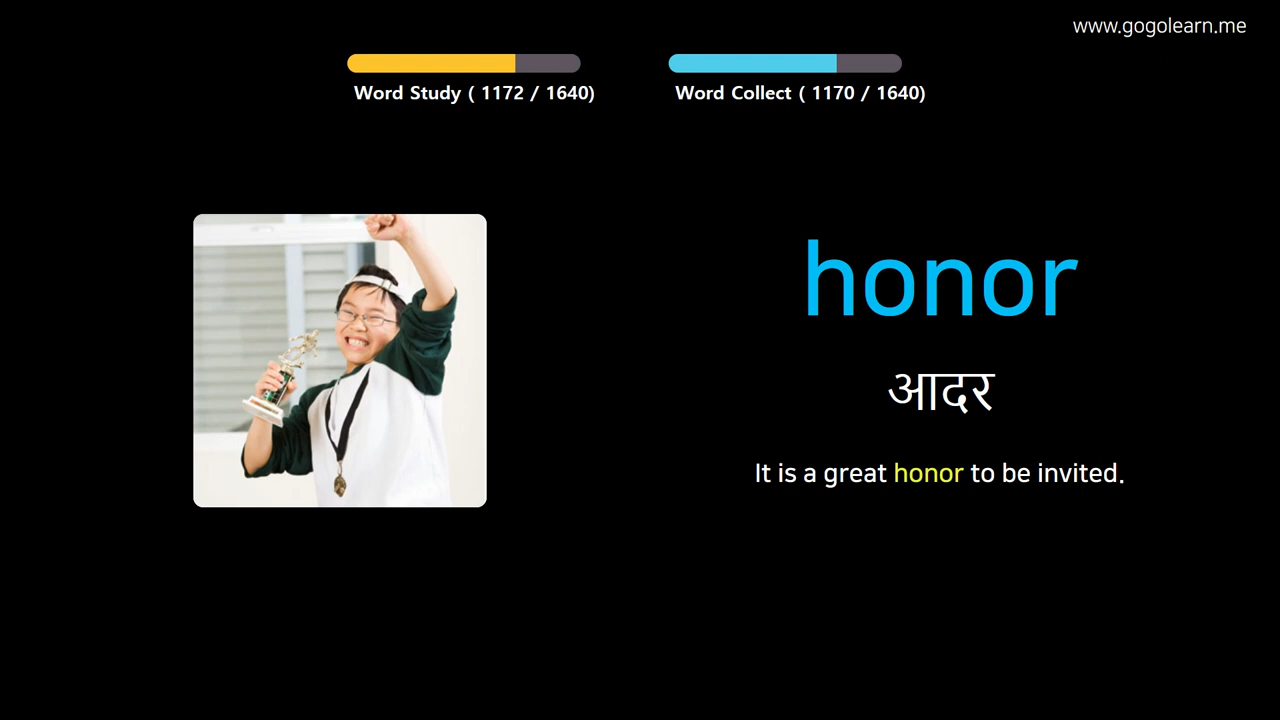 www.gogolearn.me
Word Study ( 1172 / 1640)
Word Collect ( 1170 / 1640)
honor
आदर
It is a great honor to be invited.